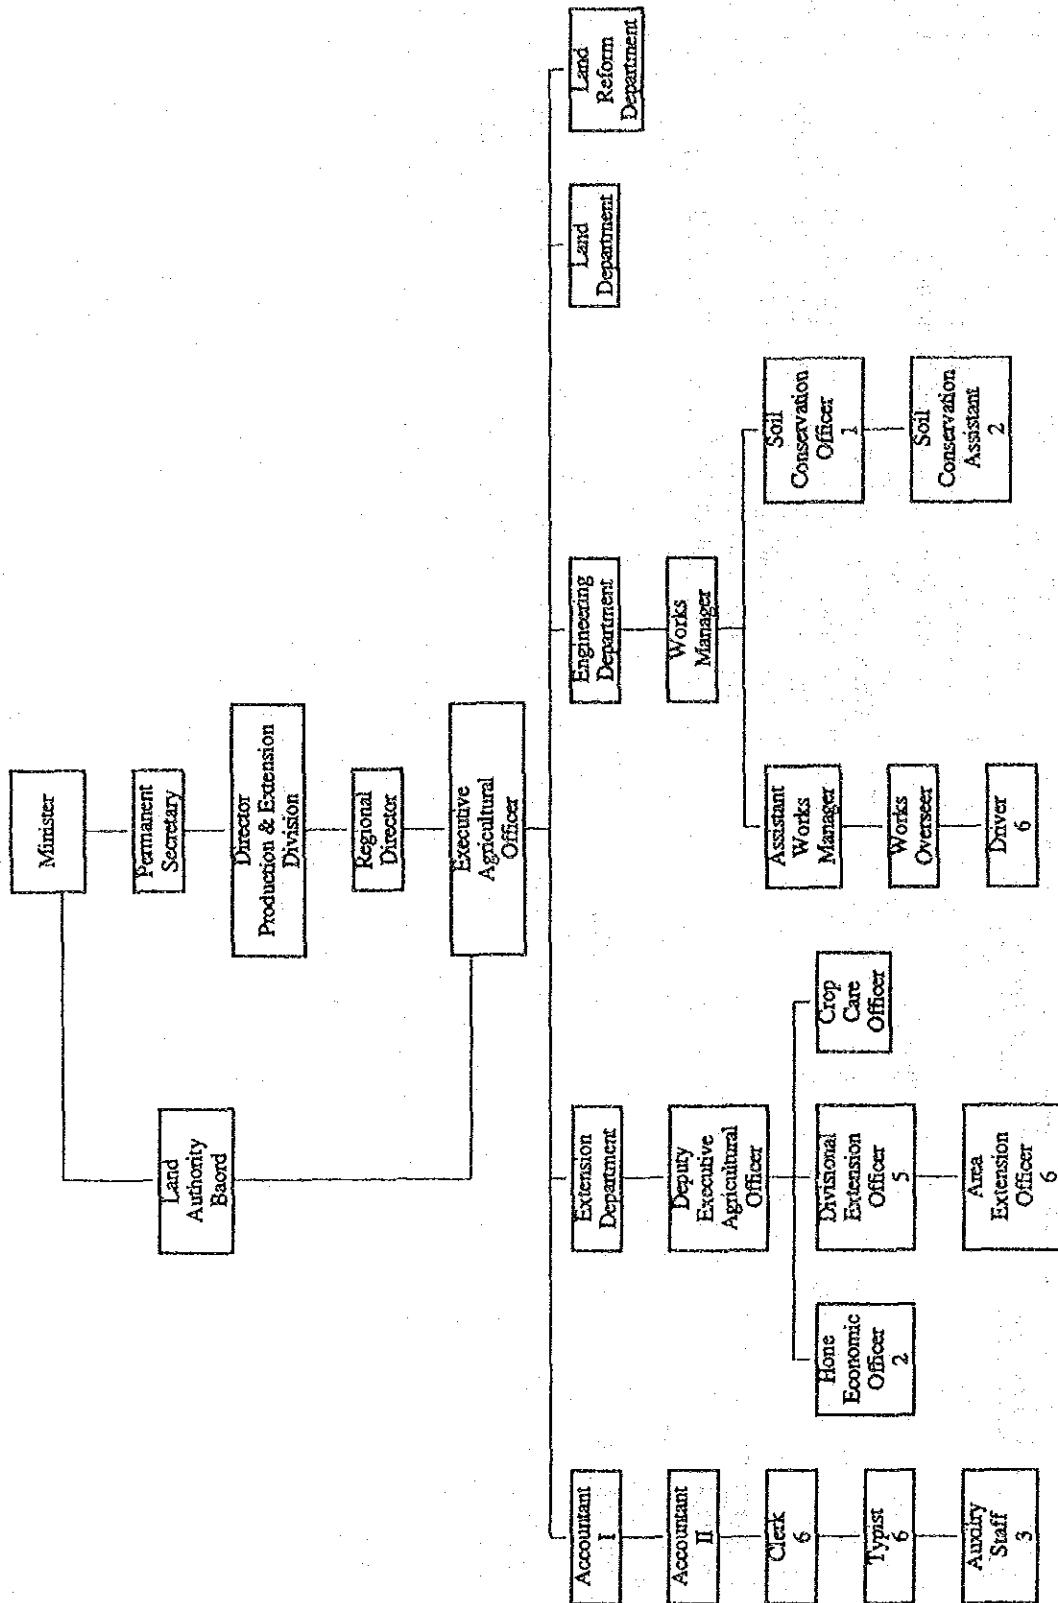 Minister
Permanent
Secretary
Director
Production & Extension
Division
Regional
Director
Executive
Agricultural
Officer
Land
Authority
Baord
Accountant
I
Accountant
II
Clerk
6
Typist
6
Auxiliry
Staff
3
Extension
Department
Deputy
Executive
Agricultural
Officer
Hone
Economic
Officer
2
Divisional
Extension
Officer
5
Area
Extension
Officer
6
Crop
Care
Officer
Engineering
Department
Works
Manager
Assistant
Works
Manager
Works
Overseer
Driver
6
Soil
Conservation
Officer
1
Soil
Conservation
Assistant
2
Land
Department
Land
Reform
Department